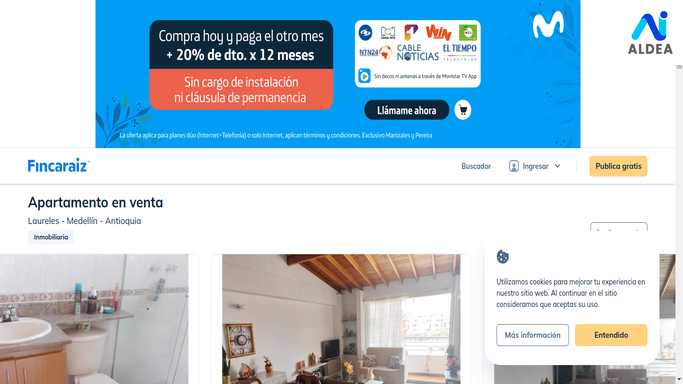 Compra hoy y paga el otro mes
+ 20% de dto. x 12 meses
Sin cargo de instalación
ni cláusula de permanencia
WIN
NTN24
CABLE NOTICIAS
EL TIEMPO
TELEVISIÓN
Sin decos ni antenas a través de Movistar TV App
Llámame ahora
La oferta aplica para planes dúo (Internet+Telefonía) o solo Internet, aplican términos y condiciones. Exclusivo Manizales y Pereira
ALDEA
Fincaraiz
Buscador
Ingresar
Publica gratis
Apartamento en venta
Laureles - Medellín - Antioquia
Inmobiliaria
Utilizamos cookies para mejorar tu experiencia en
nuestro sitio web. Al continuar en el sitio
consideramos que aceptas su uso.
Más información
Entendido